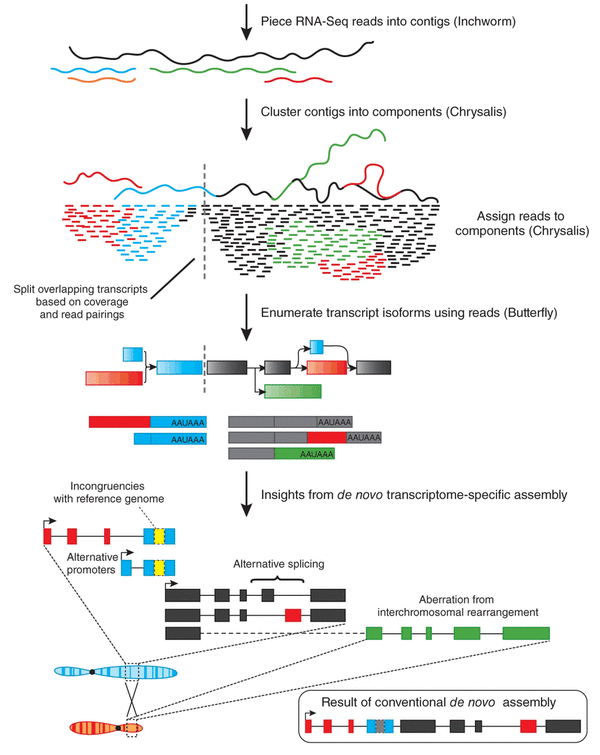 Piece RNA-Seq reads into contigs (Inchworm)
Cluster contigs into components (Chrysalis)
Assign reads to
components (Chrysalis)
Split overlapping transcripts
based on coverage
and read pairings
Enumerate transcript isoforms using reads (Butterfly)
AAUAAA
AAUAAA
AAUAAA
AAUAAA
AAUAAA
Insights from de novo transcriptome-specific assembly
Incongruencies
with reference genome
Alternative
promoters
Alternative splicing
Aberration from
interchromosomal rearrangement
Result of conventional de novo assembly